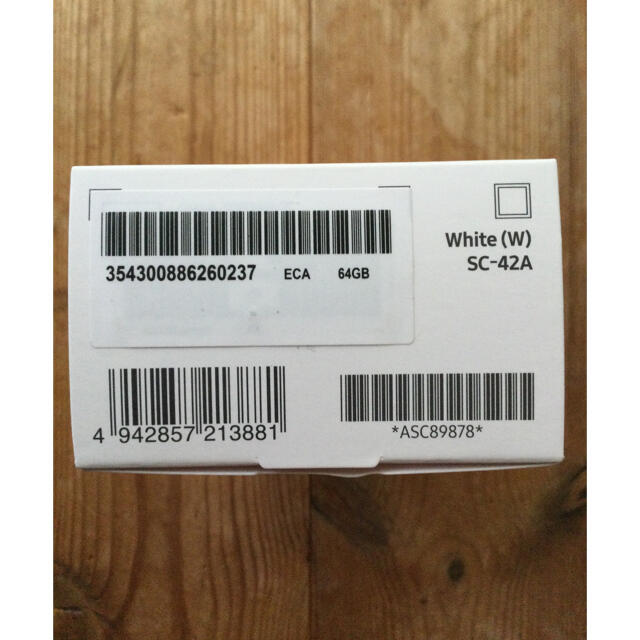 354300886260237 ECA 64GB
White (W)
SC-42A
4 942857 213881
*ASC89878*